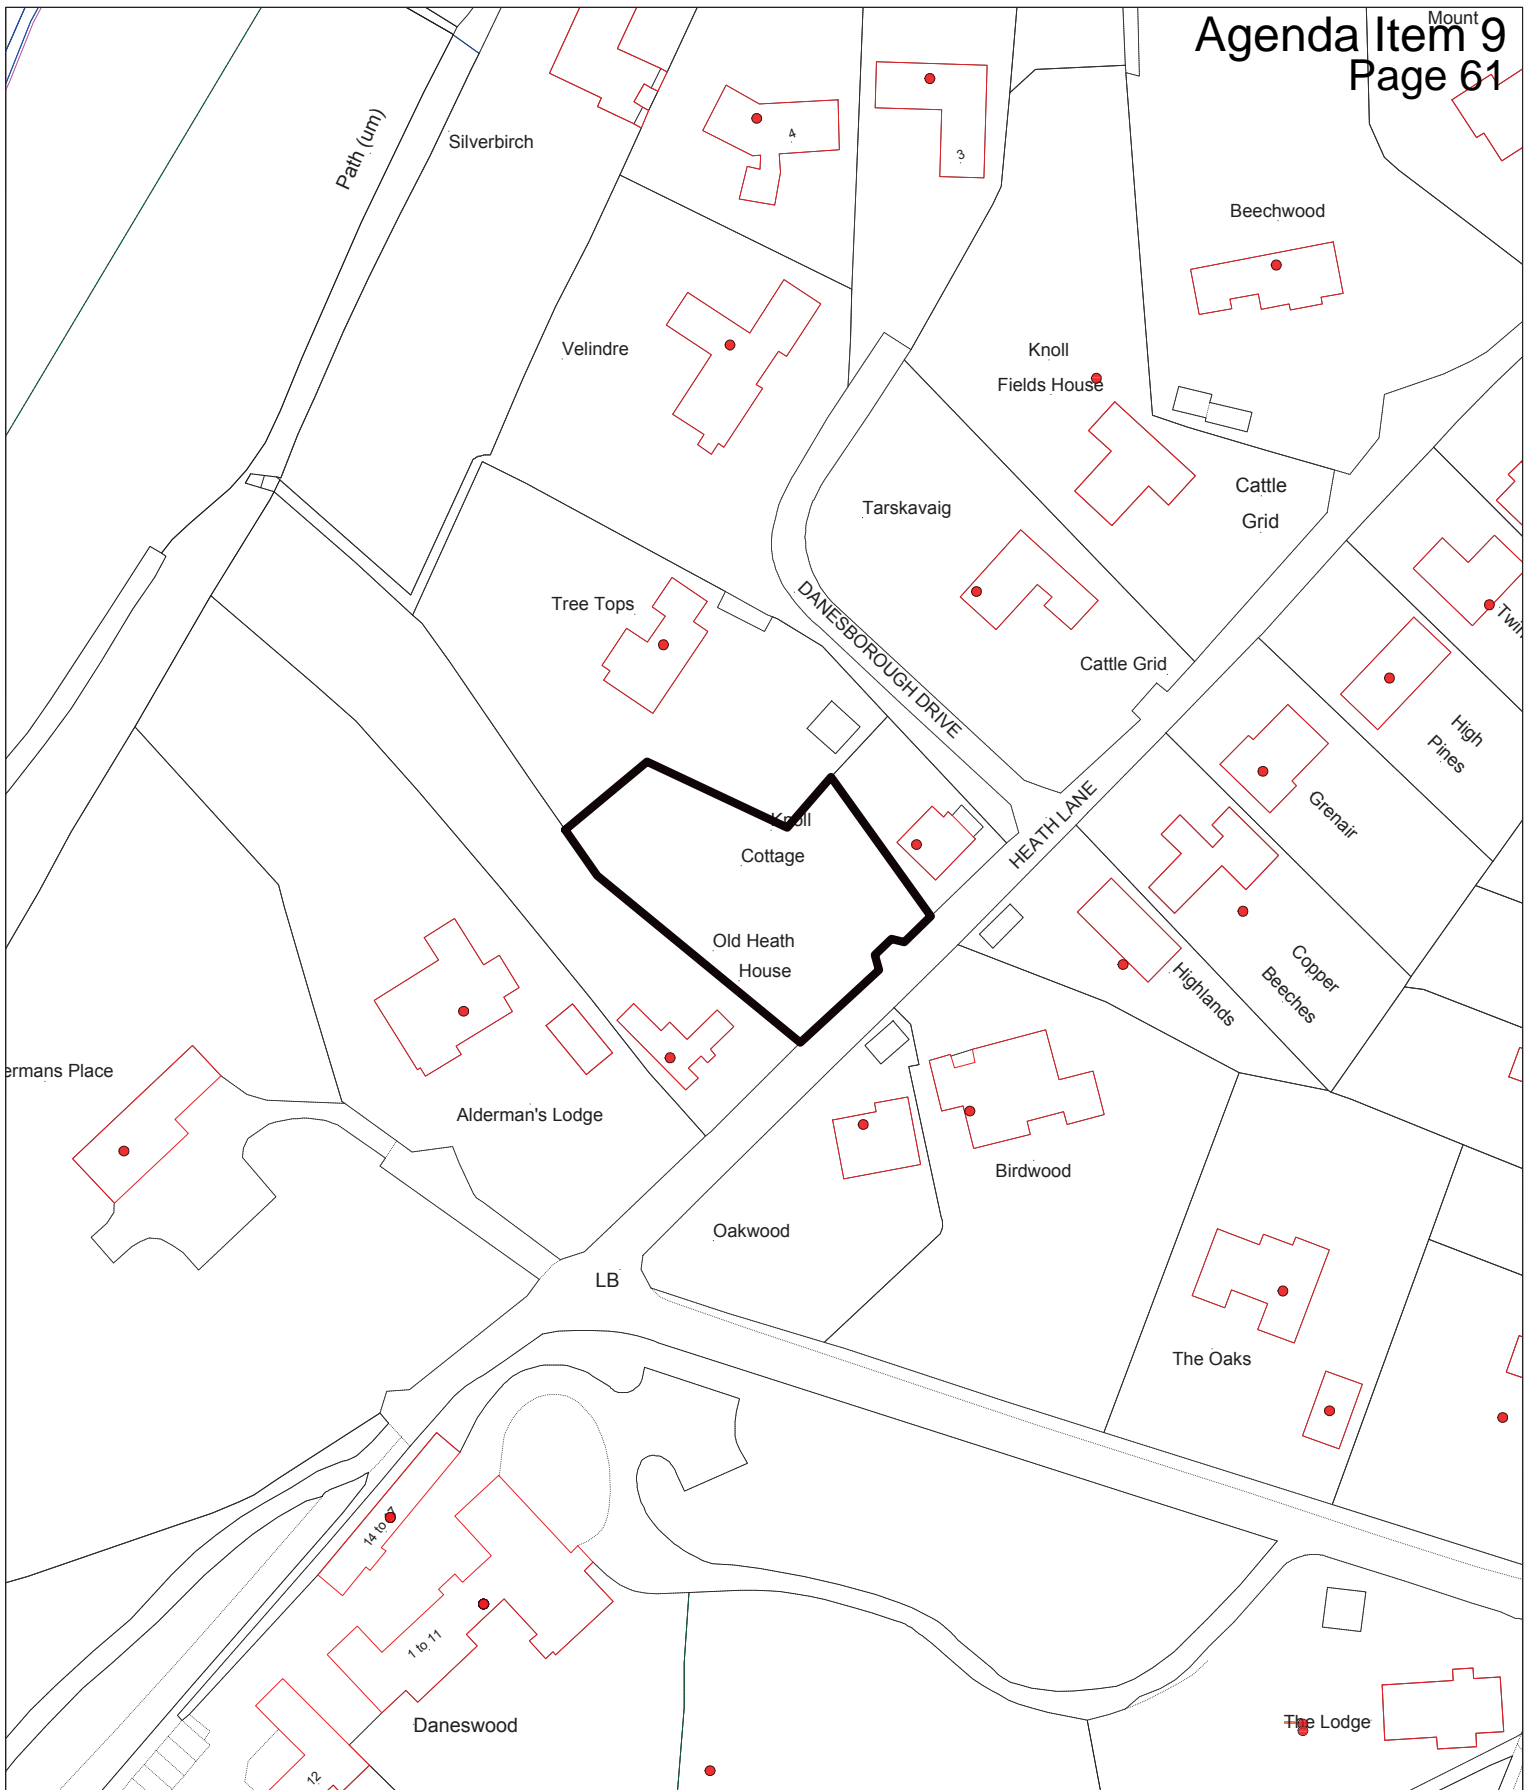 Mount
Agenda Item 9
Page 61
Path (um)
Silverbirch
4
3
Beechwood
Velindre
Knoll
Fields House
Cattle
Grid
Tarskavaig
Tree Tops
DANESBOROUGH DRIVE
Cattle Grid
High
Pines
Grenair
Knoll
Cottage
HEATH LANE
Old Heath
House
Copper
Beeches
Highlands
ermans Place
Alderman's Lodge
Birdwood
Oakwood
LB
The Oaks
14 to
1 to 11
Daneswood
The Lodge
12